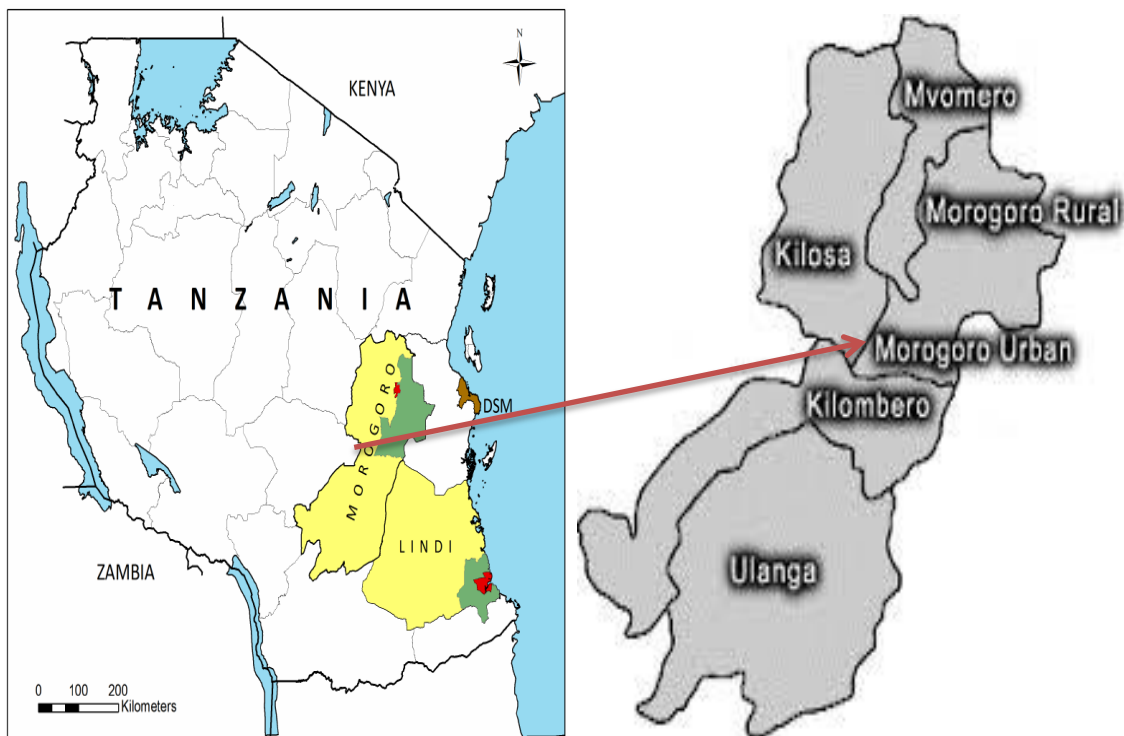 N
KENYA
TANZANIA
MOROGORO
DSM
LINDI
ZAMBIA
0 100 200
Kilometers
Mvomero
Morogoro Rural
Kilosa
Morogoro Urban
Kilombero
Ulanga